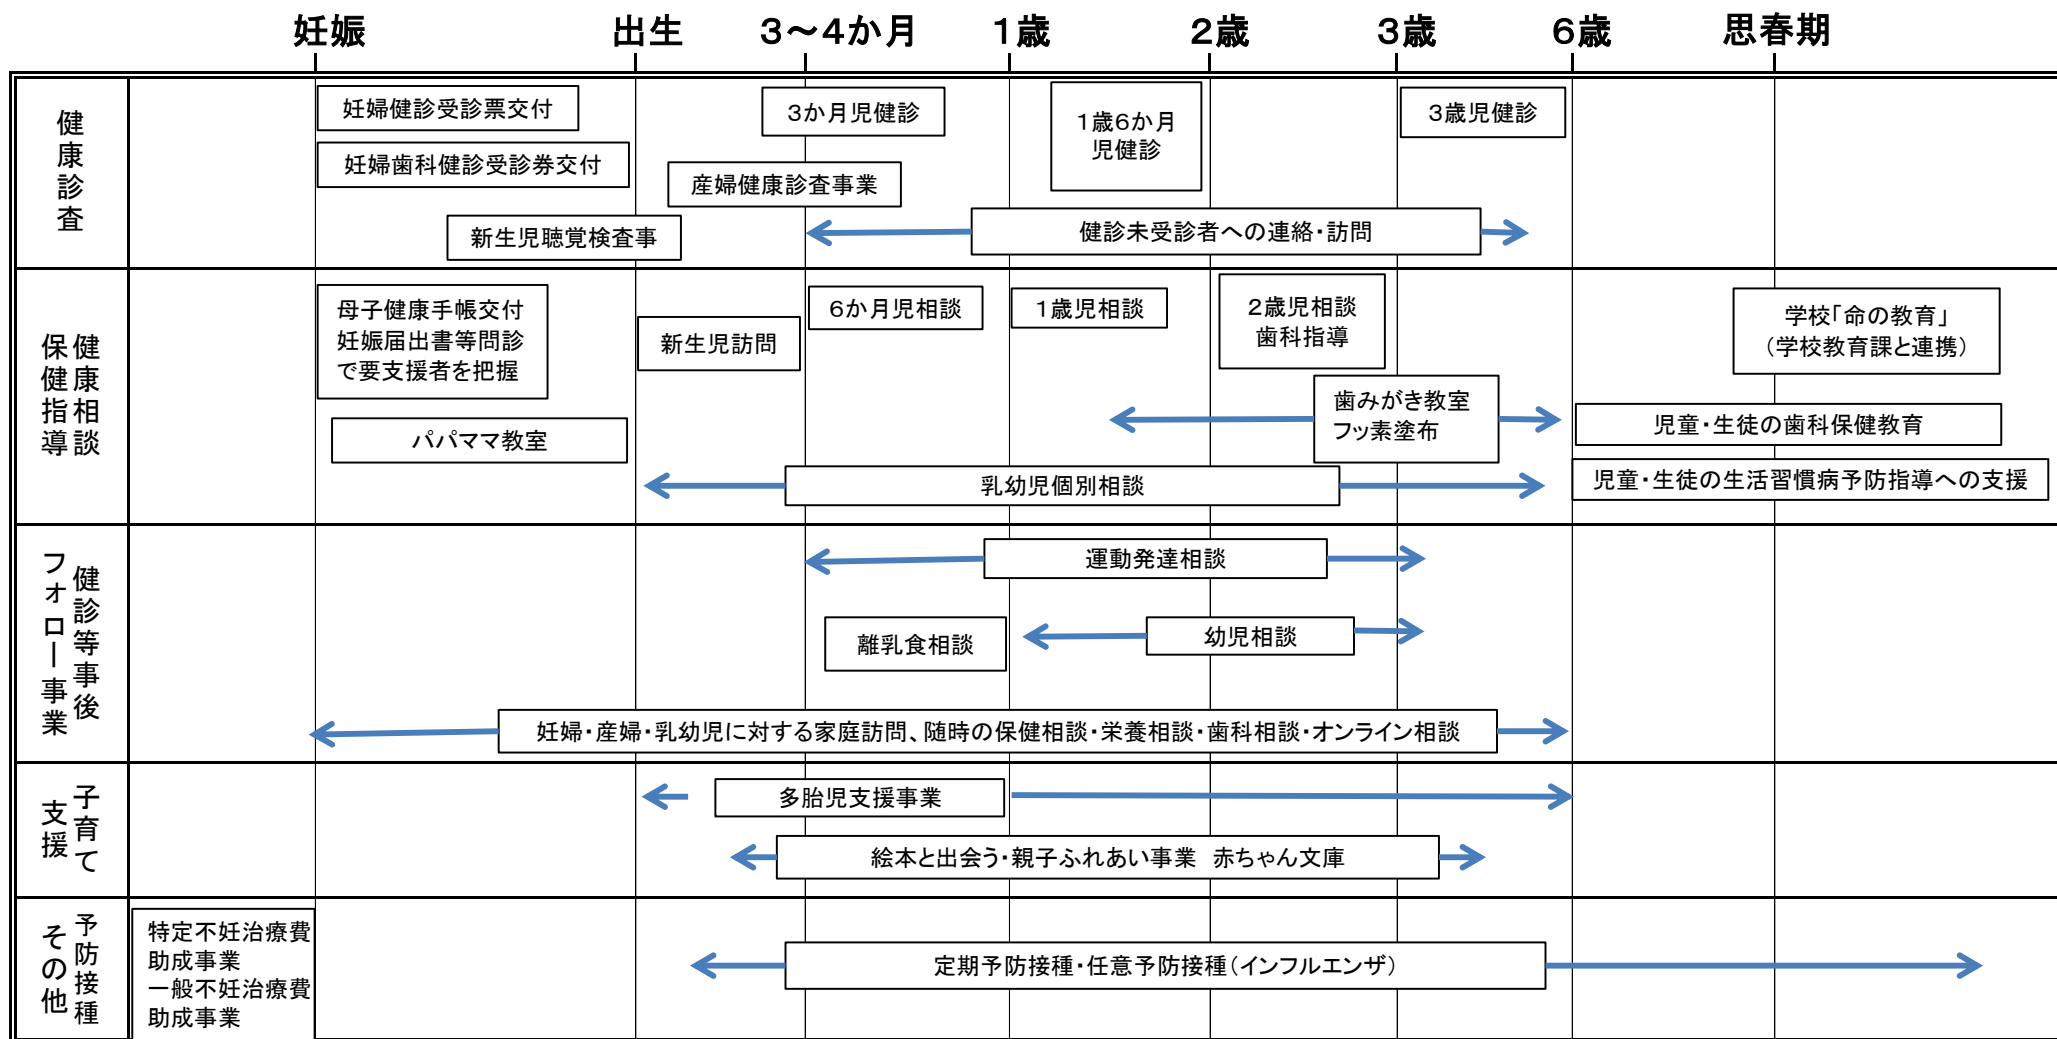 妊娠 出生 3～4か月 1歳 2歳 3歳 6歳 思春期
健康診査
妊婦健診受診票交付
3か月児健診
1歳6か月
児健診
3歳児健診
妊婦歯科健診受診券交付
産婦健康診査事業
新生児聴覚検査事
健診未受診者への連絡・訪問
健康相談
保健指導
母子健康手帳交付
妊娠届出書等問診
で要支援者を把握
新生児訪問
6か月児相談
1歳児相談
2歳児相談
歯科指導
学校「命の教育」
（学校教育課と連携）
歯みがき教室
フッ素塗布
児童・生徒の歯科保健教育
パパママ教室
乳幼児個別相談
児童・生徒の生活習慣病予防指導への支援
健診等事後
フォロー事業
運動発達相談
離乳食相談
幼児相談
妊婦・産婦・乳幼児に対する家庭訪問、随時の保健相談・栄養相談・歯科相談・オンライン相談
子育て
支援
多胎児支援事業
絵本と出会う・親子ふれあい事業　赤ちゃん文庫
予防接種
その他
特定不妊治療費
助成事業
一般不妊治療費
助成事業
定期予防接種・任意予防接種（インフルエンザ）